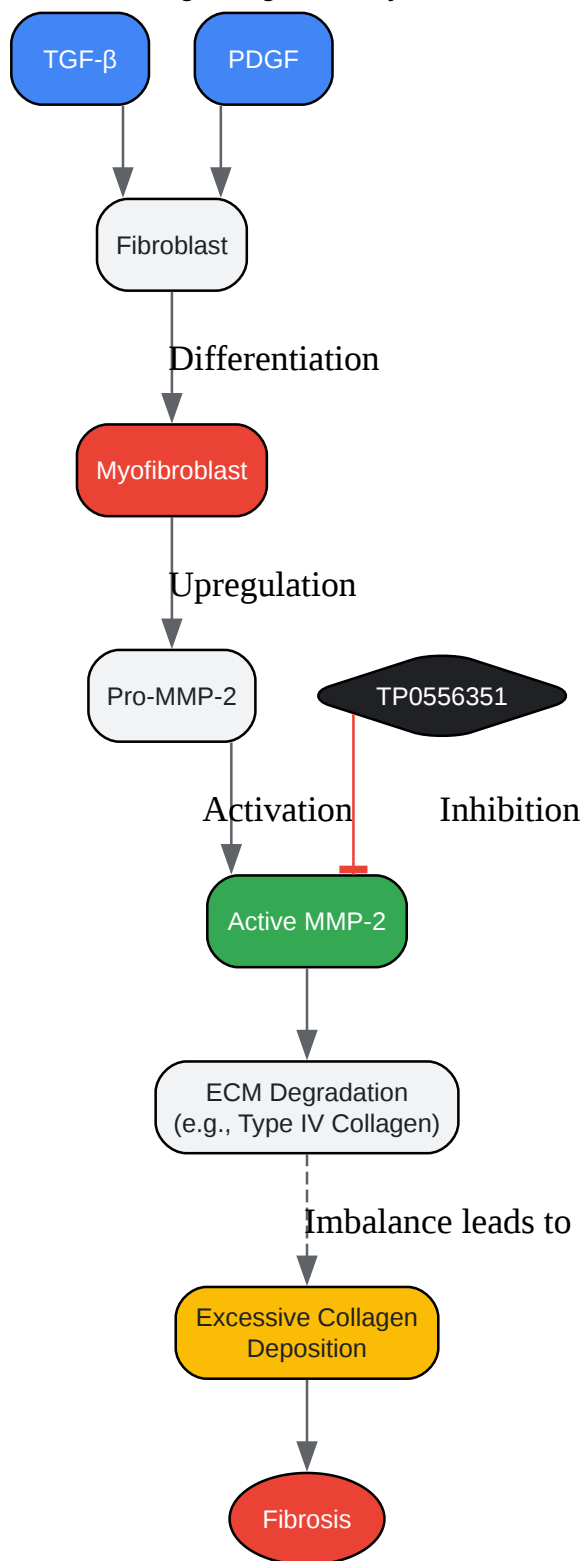 TGF-β
PDGF
Fibroblast
Differentiation
Myofibroblast
Upregulation
Pro-MMP-2
TP0556351
Activation
Inhibition
Active MMP-2
ECM Degradation
(e.g., Type IV Collagen)
Imbalance leads to
Excessive Collagen
Deposition
Fibrosis